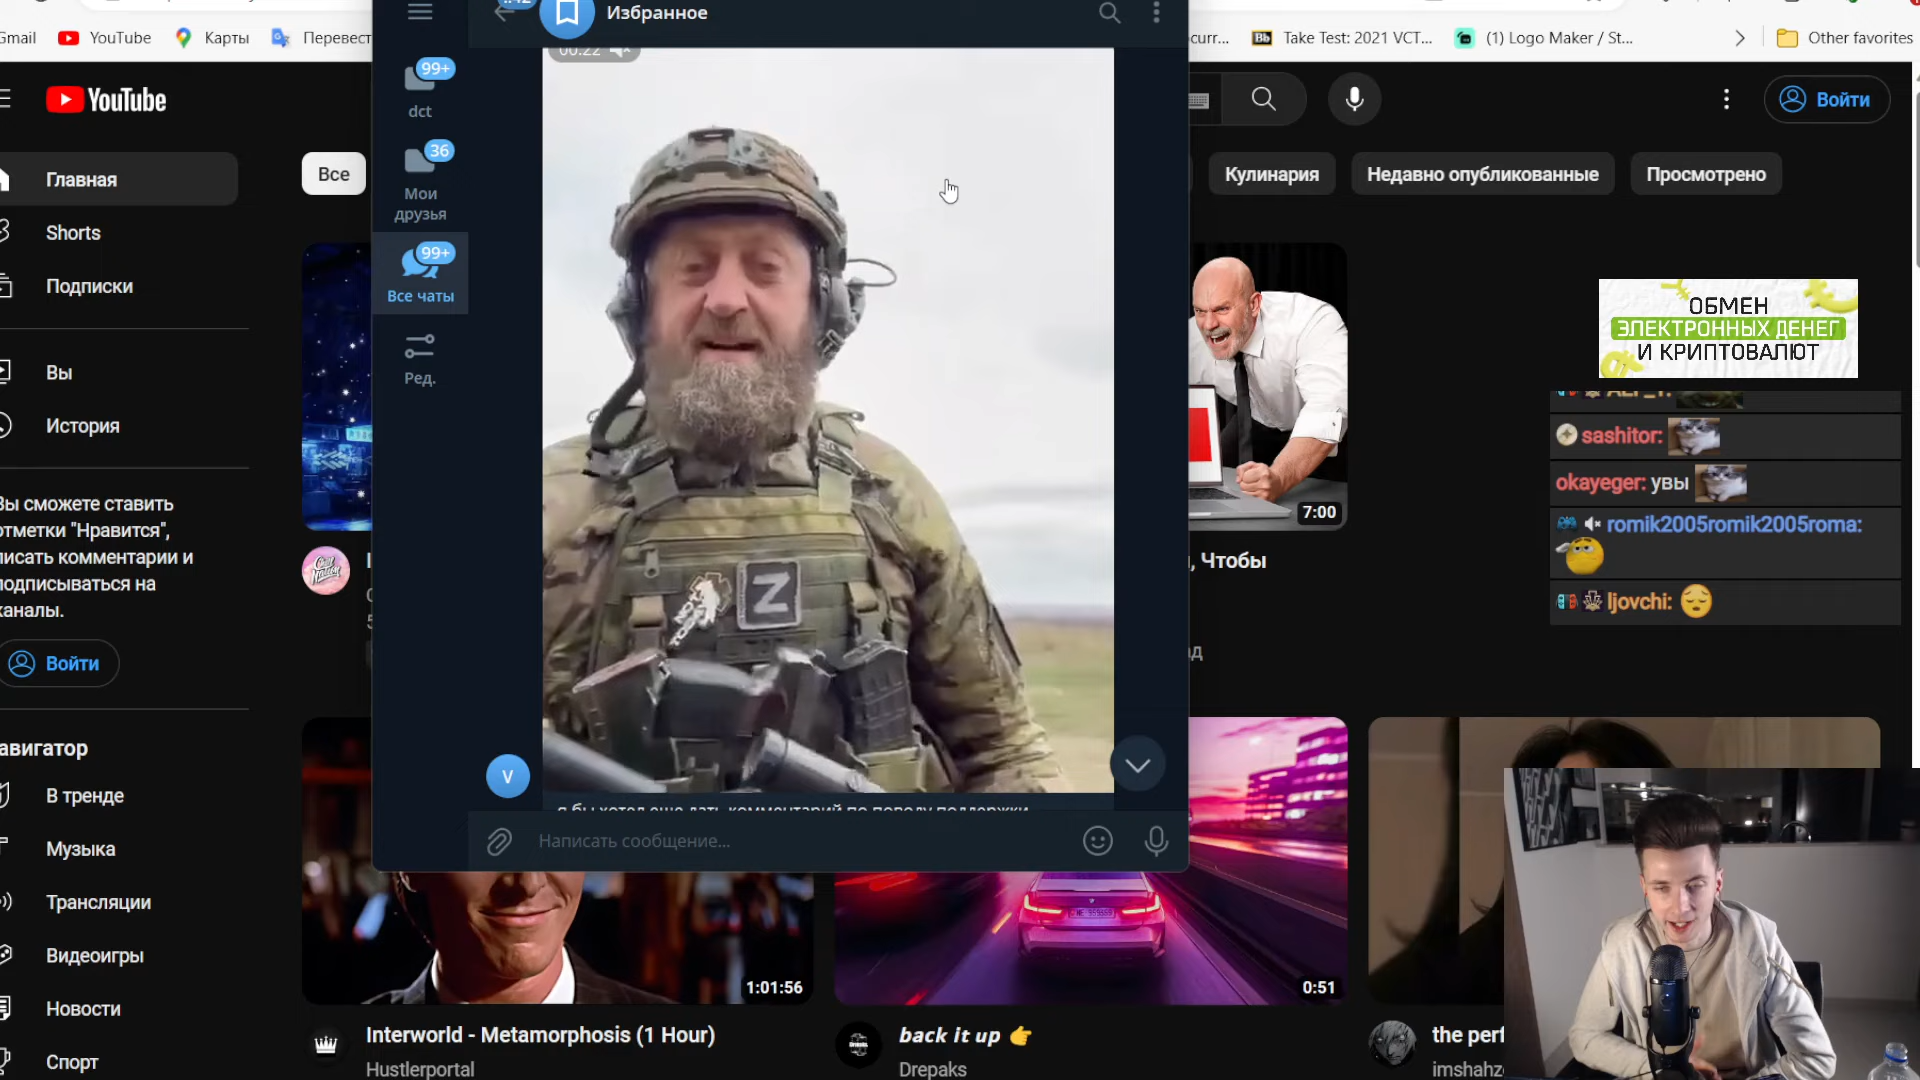 Gmail
YouTube
Карты
Перевест
curr...
Take Test: 2021 VCT...
(1) Logo Maker / St...
Other favorites
YouTube
Войти
Главная
Shorts
Подписки
Вы
История
Вы сможете ставить
отметки "Нравится",
писать комментарии и
подписываться на
каналы.
Войти
авигатор
В тренде
Музыка
Трансляции
Видеоигры
Новости
Спорт
Все
Кулинария
Недавно опубликованные
Просмотрено
Избранное
00:22
99+
dct
36
Мои
друзья
99+
Все чаты
Ред.
Z
V
я бы хотел еще дать комментарий по поводу поддержки
Написать сообщение...
7:00
, Чтобы
ад
ОБМЕН
ЭЛЕКТРОННЫХ ДЕНЕГ
И КРИПТОВАЛЮТ
sashitor:
okayeger: увы
romik2005romik2005roma:
ljovchi:
1:01:56
Interworld - Metamorphosis (1 Hour)
Hustlerportal
0:51
back it up 👉
Drepaks
the perf
imshahz